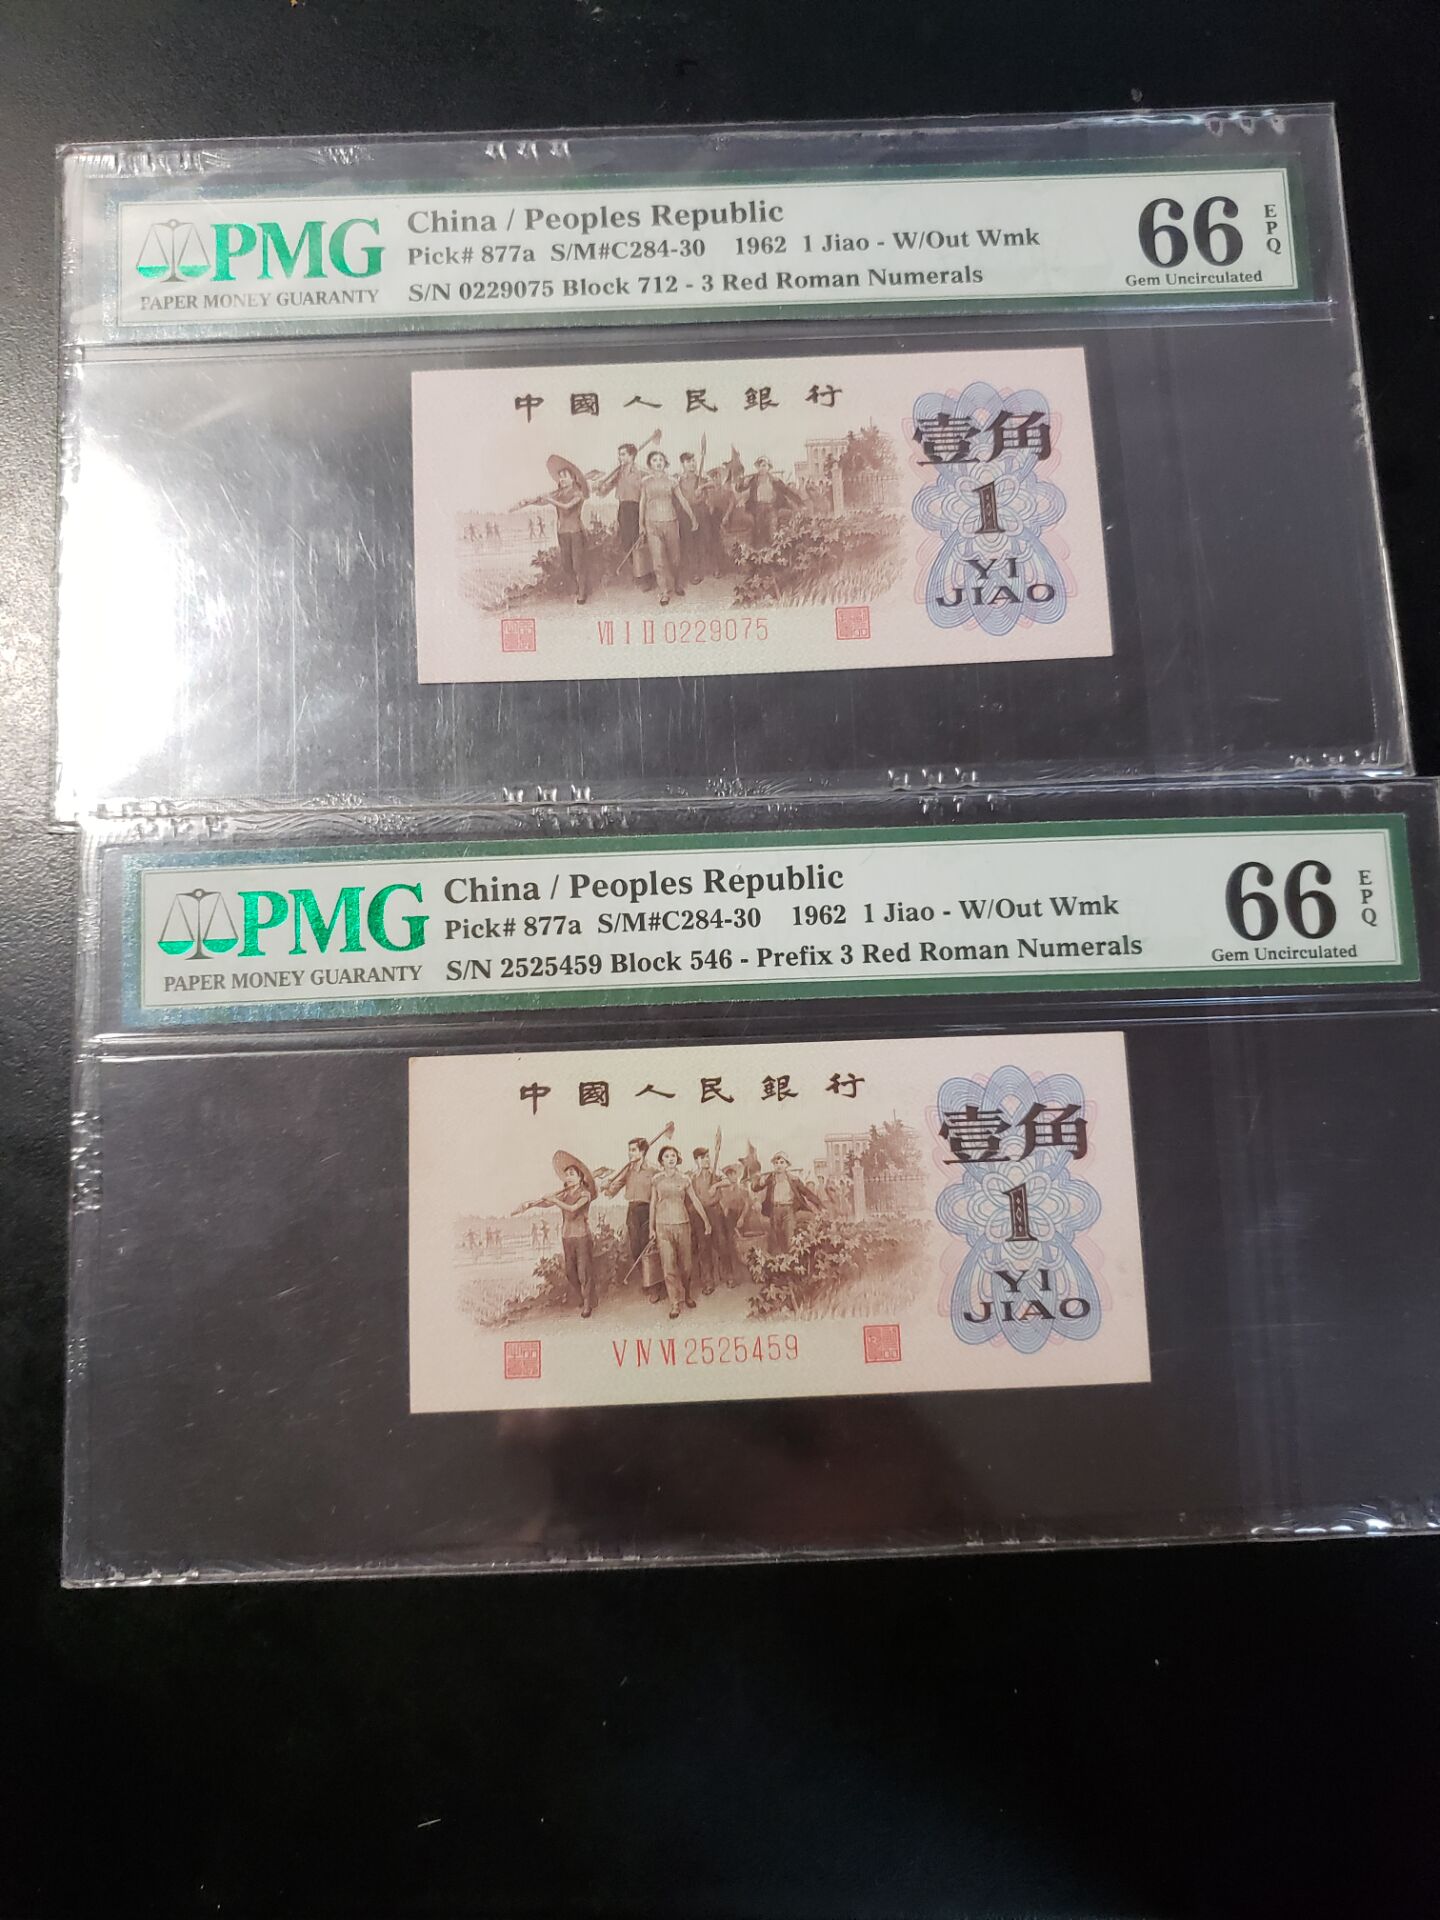 PMG
PAPER MONEY GUARANTY
China / Peoples Republic
Pick# 877a S/M#C284-30 1962 1 Jiao - W/Out Wmk
S/N 0229075 Block 712 - 3 Red Roman Numerals
66 EPQ
Gem Uncirculated
中國人民銀行
壹角
1
YI
JIAO
Ⅶ Ⅰ Ⅱ 0229075
PMG
PAPER MONEY GUARANTY
China / Peoples Republic
Pick# 877a S/M#C284-30 1962 1 Jiao - W/Out Wmk
S/N 2525459 Block 546 - Prefix 3 Red Roman Numerals
66 EPQ
Gem Uncirculated
中國人民銀行
壹角
1
YI
JIAO
Ⅴ Ⅳ Ⅵ 2525459